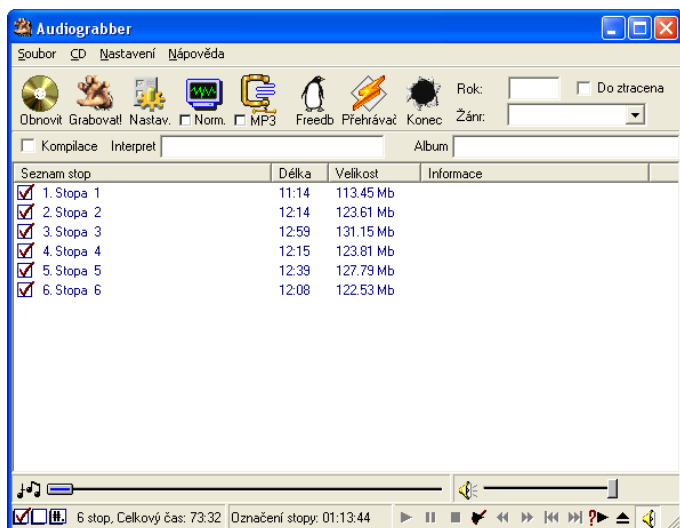 Audiograbber
Soubor CD Nastavení Nápověda
Obnovit Grabovat! Nastav. Norm. MP3 Freedb Přehrávač Konec
Rok: Do ztracena
Žánr:
Kompilace Interpret Album
Seznam stop Délka Velikost Informace
1. Stopa 1 11:14 113.45 Mb
2. Stopa 2 12:14 123.61 Mb
3. Stopa 3 12:59 131.15 Mb
4. Stopa 4 12:15 123.81 Mb
5. Stopa 5 12:39 127.79 Mb
6. Stopa 6 12:08 122.53 Mb
#. 6 stop, Celkový čas: 73:32 Označení stopy: 01:13:44